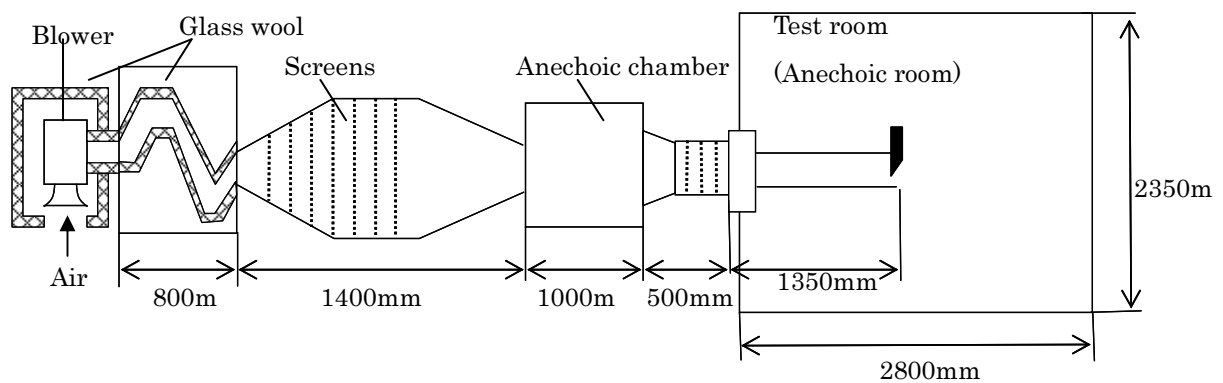 Blower
Glass wool
Screens
Anechoic chamber
Test room
(Anechoic room)
Air
800m
1400mm
1000m
500mm
1350mm
2350m
2800mm